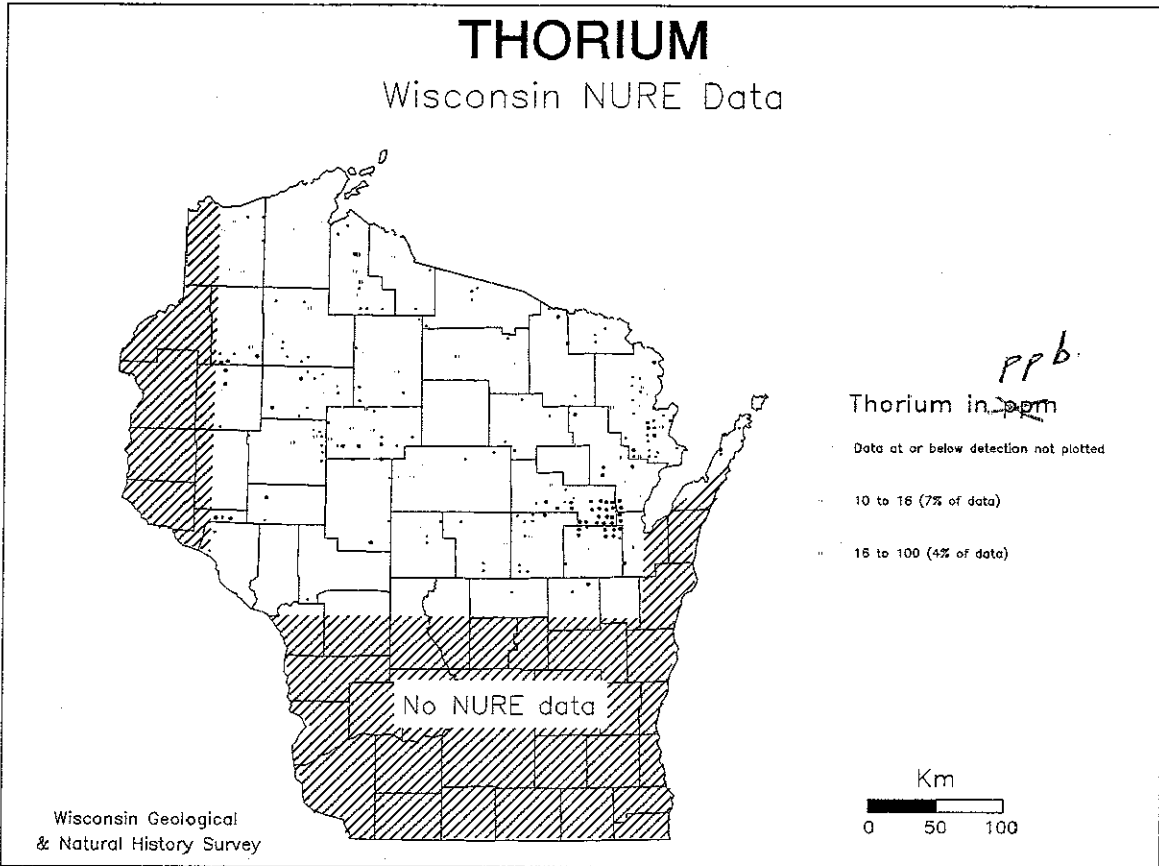 THORIUM
Wisconsin NURE Data
ppb
Thorium in ppm
Data at or below detection not plotted
10 to 16 (7% of data)
16 to 100 (4% of data)
No NURE data
Km
0 50 100
Wisconsin Geological
& Natural History Survey